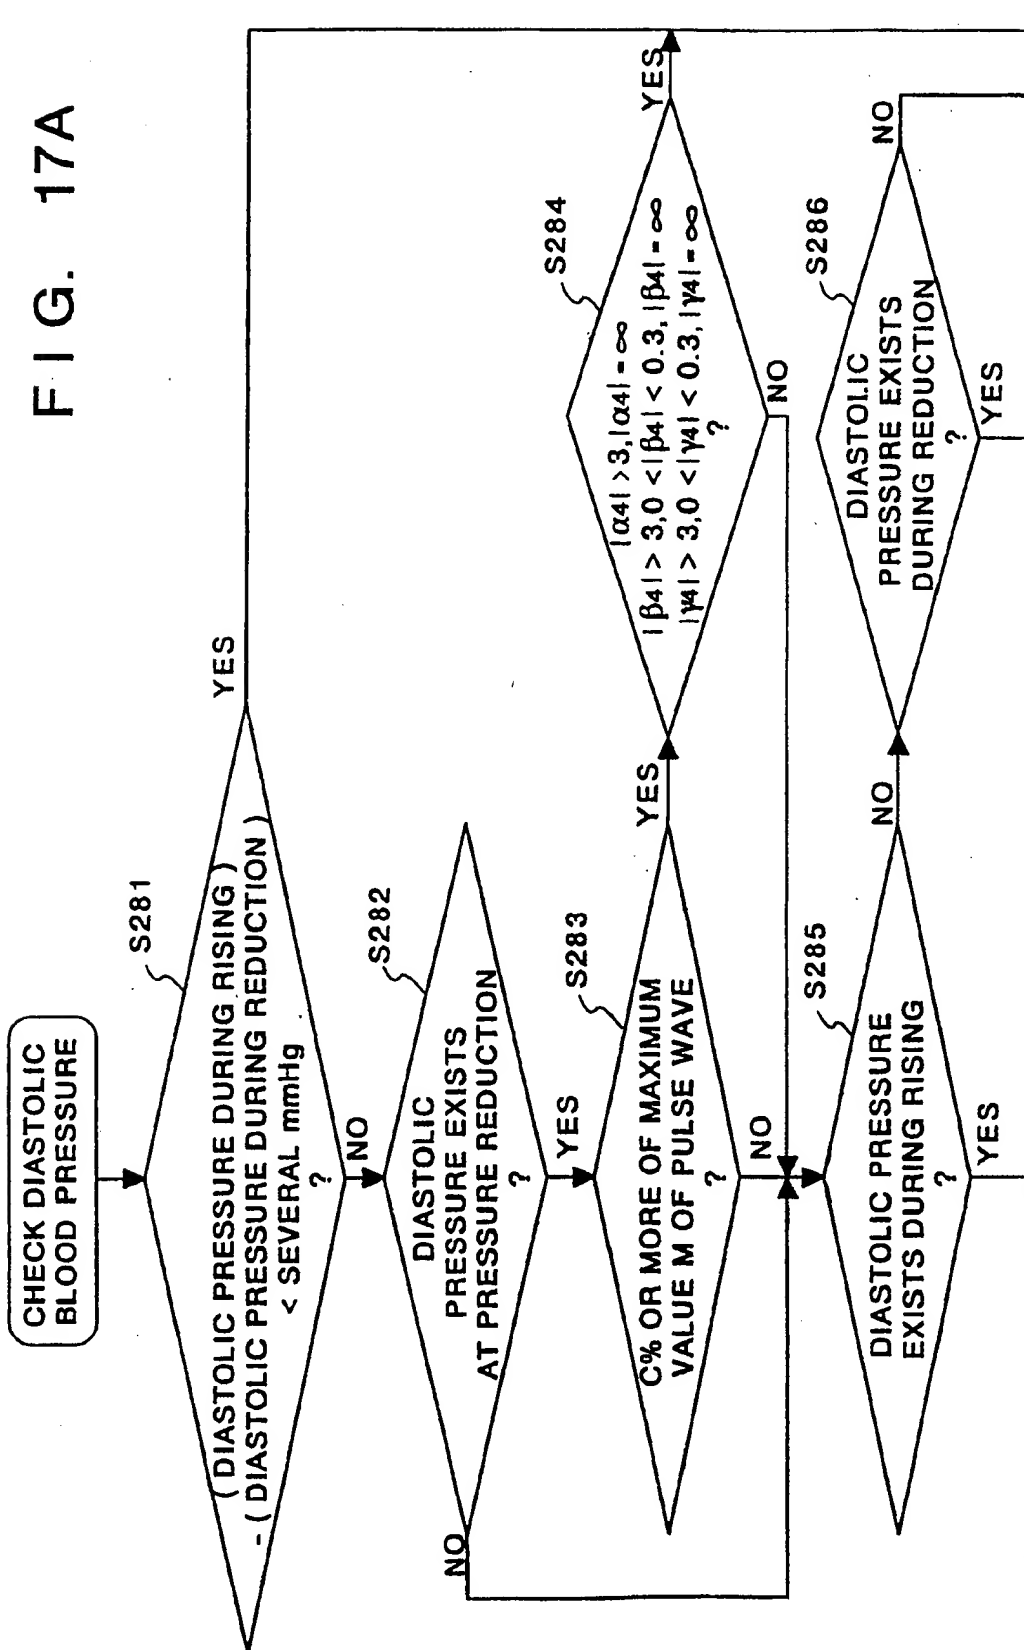 FIG. 17A
CHECK DIASTOLIC
BLOOD PRESSURE
S281
( DIASTOLIC PRESSURE DURING RISING )
- ( DIASTOLIC PRESSURE DURING REDUCTION )
< SEVERAL mmHg
?
YES
NO
S282
DIASTOLIC
PRESSURE EXISTS
AT PRESSURE REDUCTION
?
NO
YES
S283
C% OR MORE OF MAXIMUM
VALUE M OF PULSE WAVE
?
YES
NO
S284
|α4| > 3, |α4| = ∞
|β4| > 3, 0 < |β4| < 0.3, |β4| = ∞
|γ4| > 3, 0 < |γ4| < 0.3, |γ4| = ∞
?
YES
NO
S285
DIASTOLIC PRESSURE
EXISTS DURING RISING
?
NO
YES
S286
DIASTOLIC
PRESSURE EXISTS
DURING REDUCTION
?
NO
YES